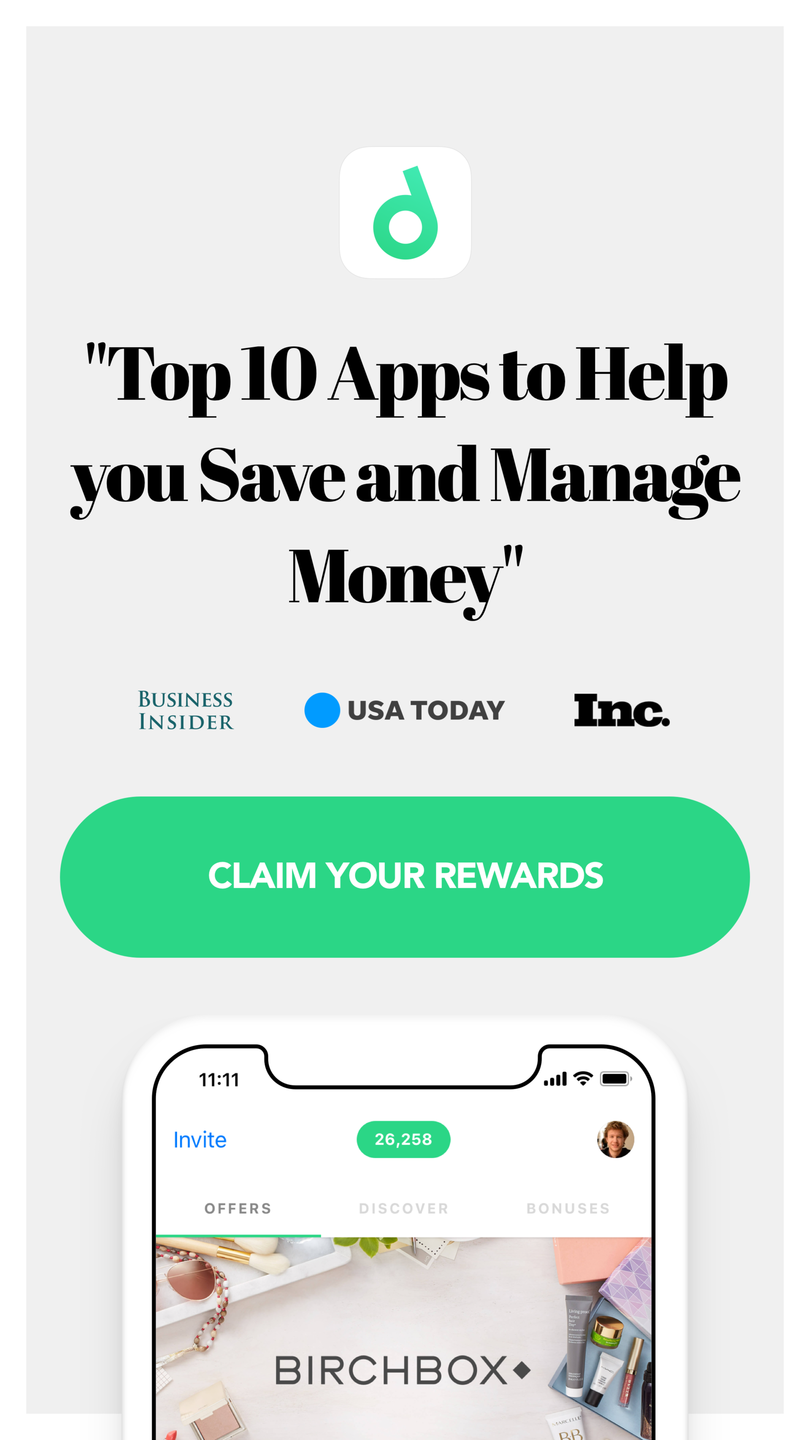 "Top 10 Apps to Help
you Save and Manage
Money"
BUSINESS
INSIDER
USA TODAY
Inc.
CLAIM YOUR REWARDS
11:11
Invite
26,258
OFFERS
DISCOVER
BONUSES
BIRCHBOX
BB